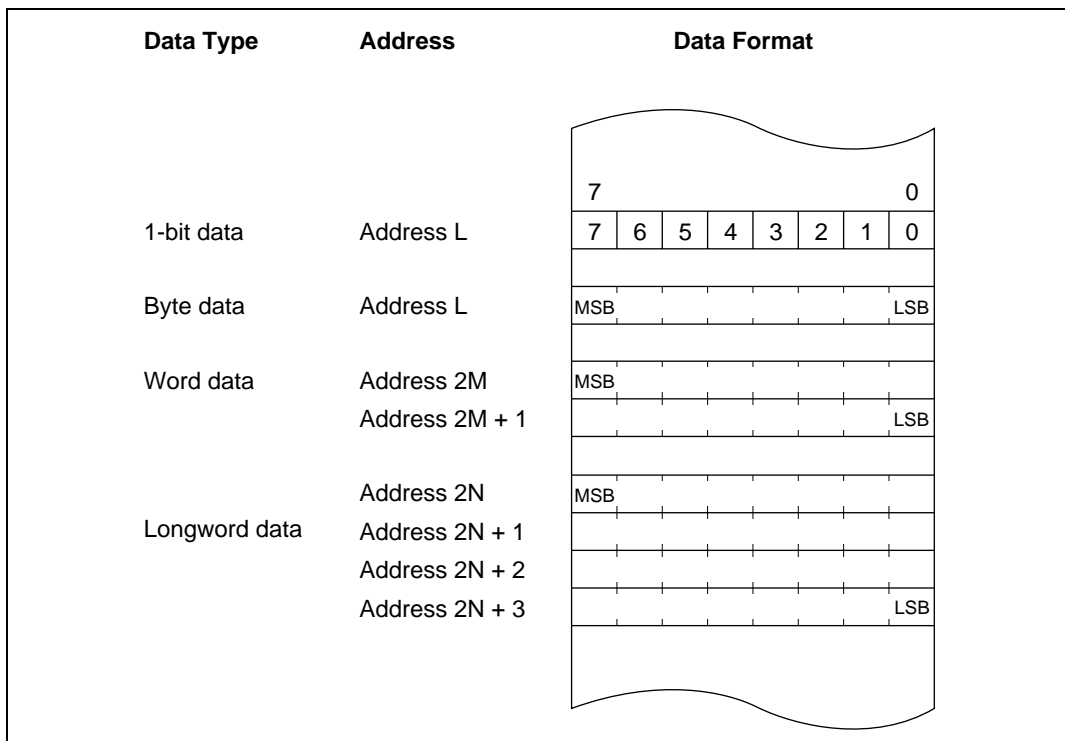 Data Type Address Data Format
7 0
1-bit data Address L 7 6 5 4 3 2 1 0
Byte data Address L MSB LSB
Word data Address 2M MSB
Address 2M + 1 LSB
Address 2N MSB
Longword data Address 2N + 1
Address 2N + 2
Address 2N + 3 LSB